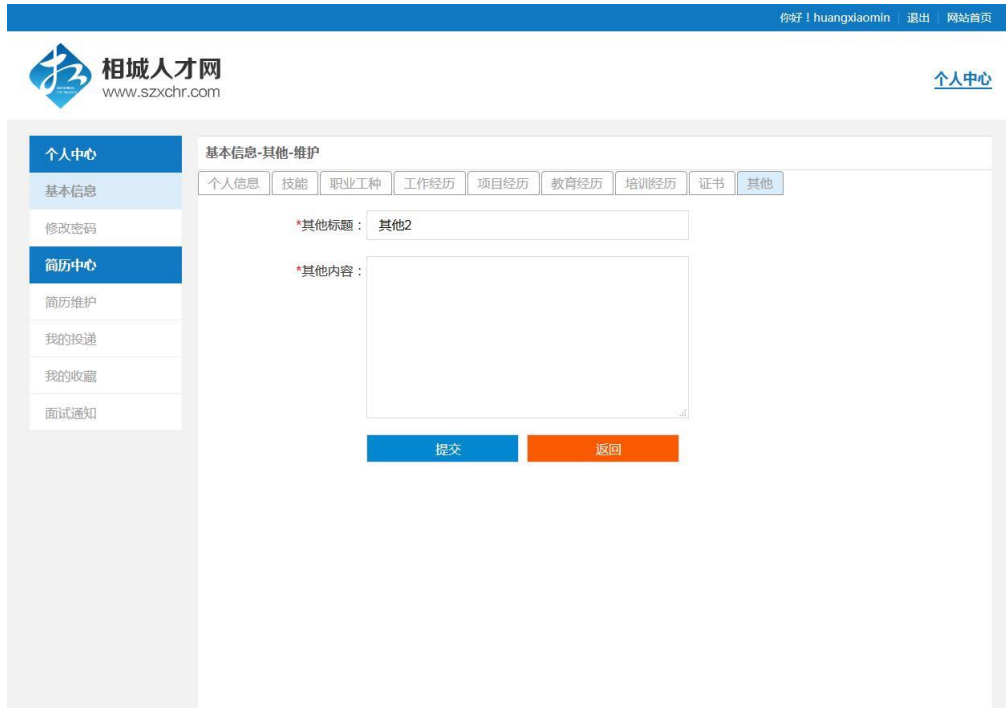 你好！huangxiaomin 退出 网站首页
相城人才网
www.szxchr.com
个人中心
个人中心
基本信息
修改密码
简历中心
简历维护
我的投递
我的收藏
面试通知
基本信息-其他-维护
个人信息 技能 职业工种 工作经历 项目经历 教育经历 培训经历 证书 其他
*其他标题： 其他2
*其他内容：
提交 返回